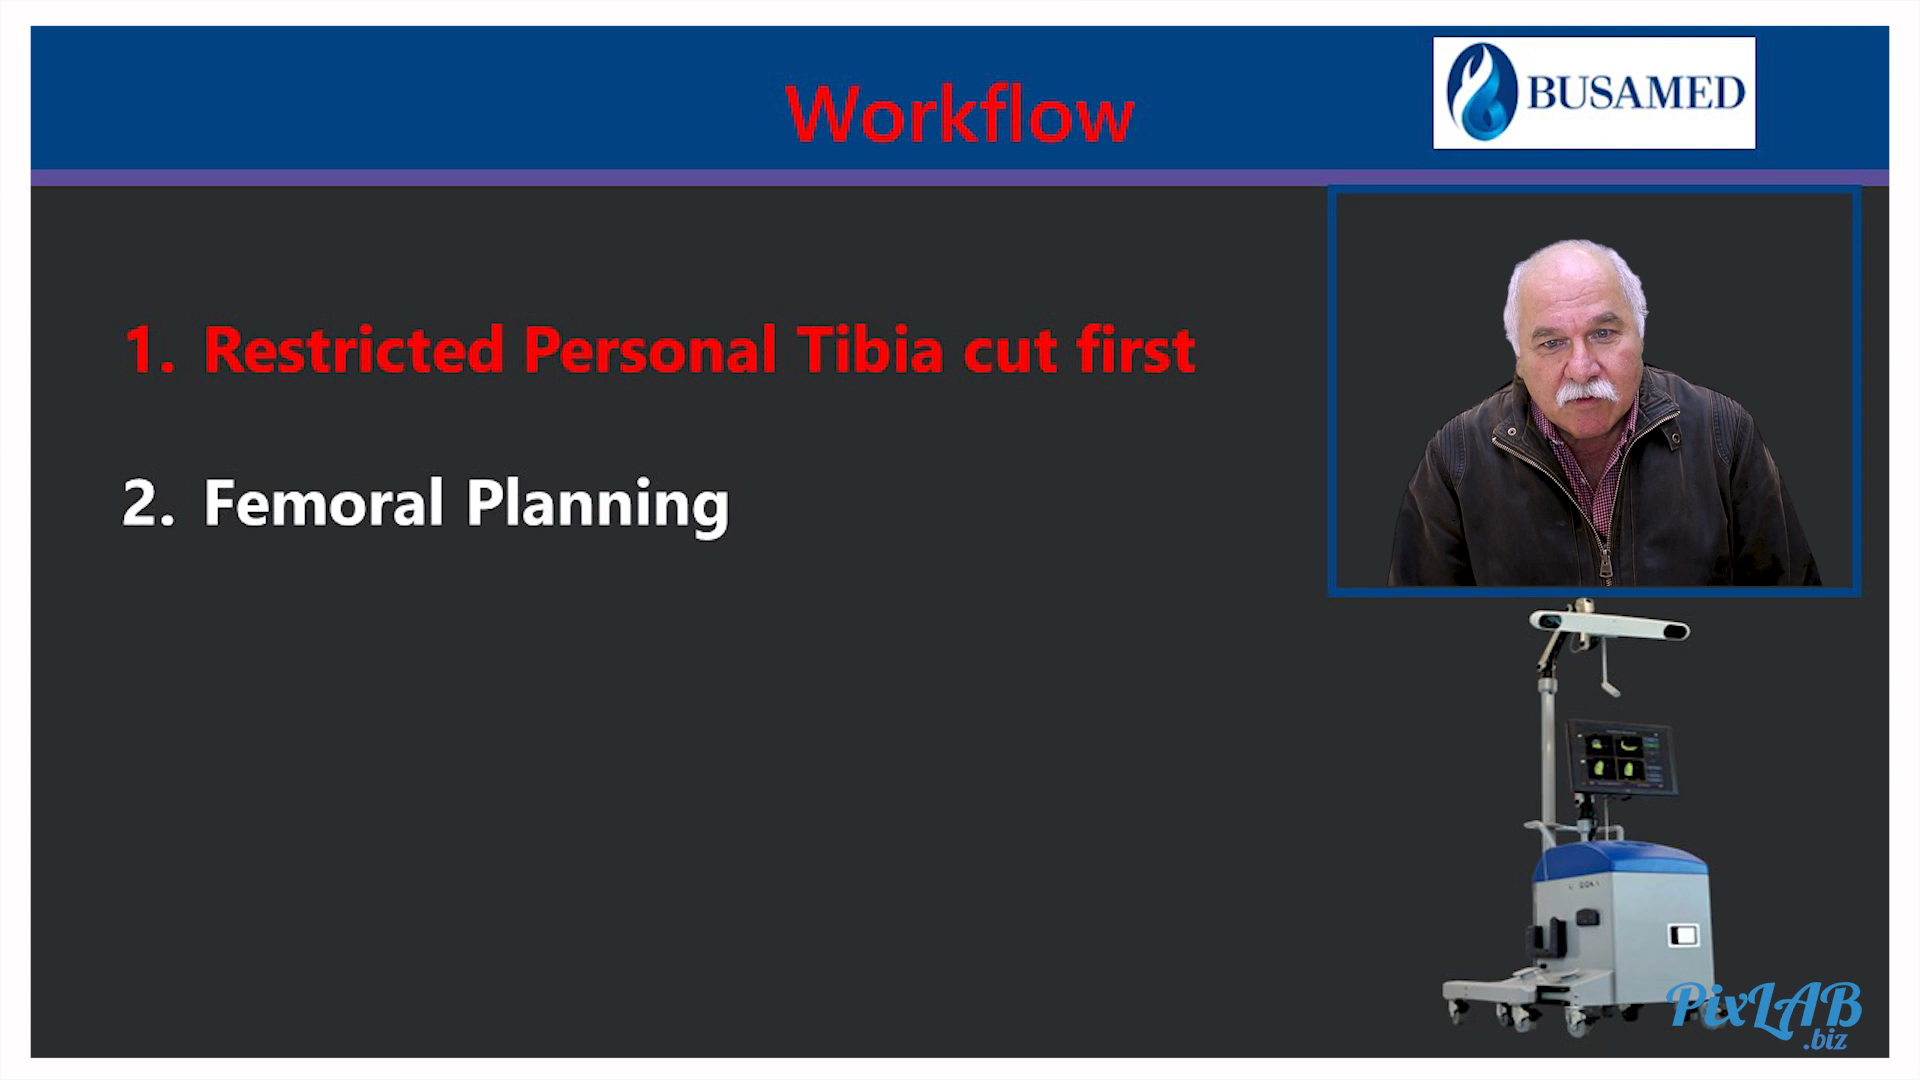 Workflow
BUSAMED
1. Restricted Personal Tibia cut first
2. Femoral Planning
PixLAB
.biz